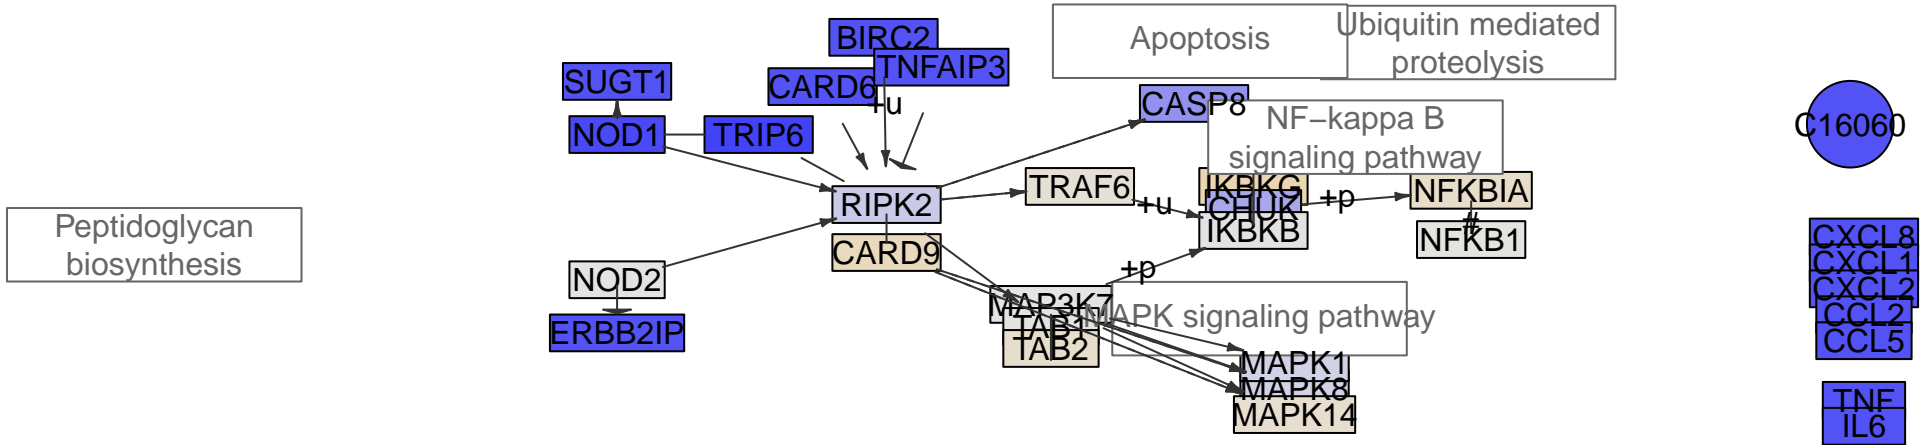 BIRC2
Apoptosis
Ubiquitin mediated
proteolysis
TNFAIP3
SUGT1
CARD6
+u
CASP8
NOD1
TRIP6
NF−kappa B
signaling pathway
C16060
TRAF6
IKBKG
NFKBIA
RIPK2
+u
CHUK
+p
#
IKBKB
NFKB1
Peptidoglycan
biosynthesis
CARD9
+p
NOD2
MAP3K7
TAB1
TAB2
MAPK signaling pathway
ERBB2IP
MAPK1
MAPK8
MAPK14
CXCL8
CXCL1
CXCL2
CCL2
CCL5
TNF
IL6